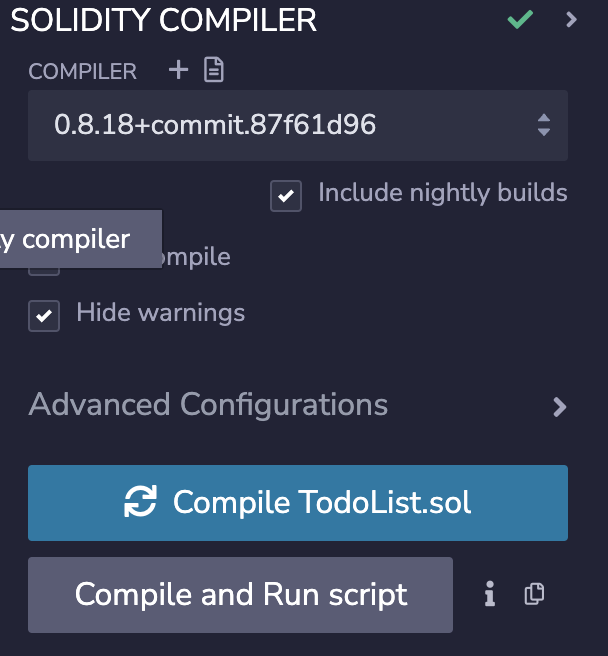 SOLIDITY COMPILER
COMPILER
0.8.18+commit.87f61d96
Include nightly builds
compiler
Hide warnings
Advanced Configurations
Compile TodoList.sol
Compile and Run script